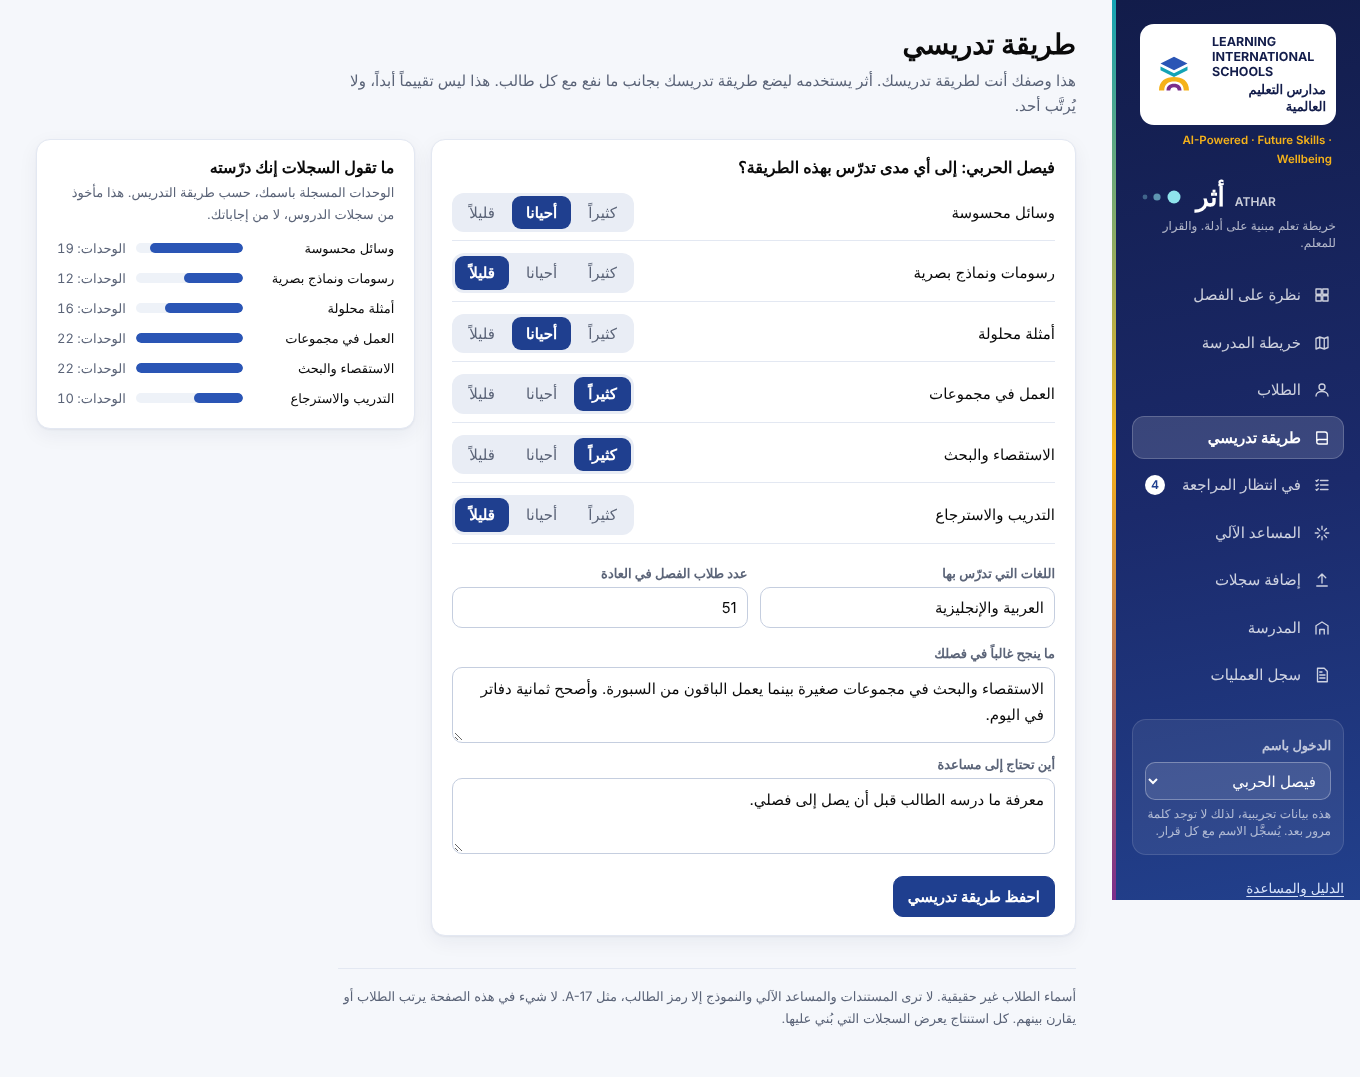 LEARNING
INTERNATIONAL
SCHOOLS
مدارس التعليم
العالمية
AI-Powered · Future Skills ·
Wellbeing
أثر ATHAR
خريطة تعلم مبنية على أدلة. والقرار
للمعلم.
نظرة على الفصل
خريطة المدرسة
الطلاب
طريقة تدريسي
في انتظار المراجعة 4
المساعد الآلي
إضافة سجلات
المدرسة
سجل العمليات
الدخول باسم
فيصل الحربي
هذه بيانات تجريبية، لذلك لا توجد كلمة
مرور بعد. يُسجَّل الاسم مع كل قرار.
الدليل والمساعدة
طريقة تدريسي
هذا وصفك أنت لطريقة تدريسك. أثر يستخدمه ليضع طريقة تدريسك بجانب ما نفع مع كل طالب. هذا ليس تقييماً أبداً، ولا
يُرتَّب أحد.
فيصل الحربي: إلى أي مدى تدرّس بهذه الطريقة؟
وسائل محسوسة كثيراً أحيانا قليلاً
رسومات ونماذج بصرية كثيراً أحيانا قليلاً
أمثلة محلولة كثيراً أحيانا قليلاً
العمل في مجموعات كثيراً أحيانا قليلاً
الاستقصاء والبحث كثيراً أحيانا قليلاً
التدريب والاسترجاع كثيراً أحيانا قليلاً
اللغات التي تدرّس بها
العربية والإنجليزية
عدد طلاب الفصل في العادة
51
ما ينجح غالباً في فصلك
الاستقصاء والبحث في مجموعات صغيرة بينما يعمل الباقون من السبورة. وأصحح ثمانية دفاتر
في اليوم.
أين تحتاج إلى مساعدة
معرفة ما درسه الطالب قبل أن يصل إلى فصلي.
احفظ طريقة تدريسي
ما تقول السجلات إنك درّسته
الوحدات المسجلة باسمك، حسب طريقة التدريس. هذا مأخوذ
من سجلات الدروس، لا من إجاباتك.
وسائل محسوسة الوحدات: 19
رسومات ونماذج بصرية الوحدات: 12
أمثلة محلولة الوحدات: 16
العمل في مجموعات الوحدات: 22
الاستقصاء والبحث الوحدات: 22
التدريب والاسترجاع الوحدات: 10
أسماء الطلاب غير حقيقية. لا ترى المستندات والمساعد الآلي والنموذج إلا رمز الطالب، مثل A-17. لا شيء في هذه الصفحة يرتب الطلاب أو
يقارن بينهم. كل استنتاج يعرض السجلات التي بُني عليها.